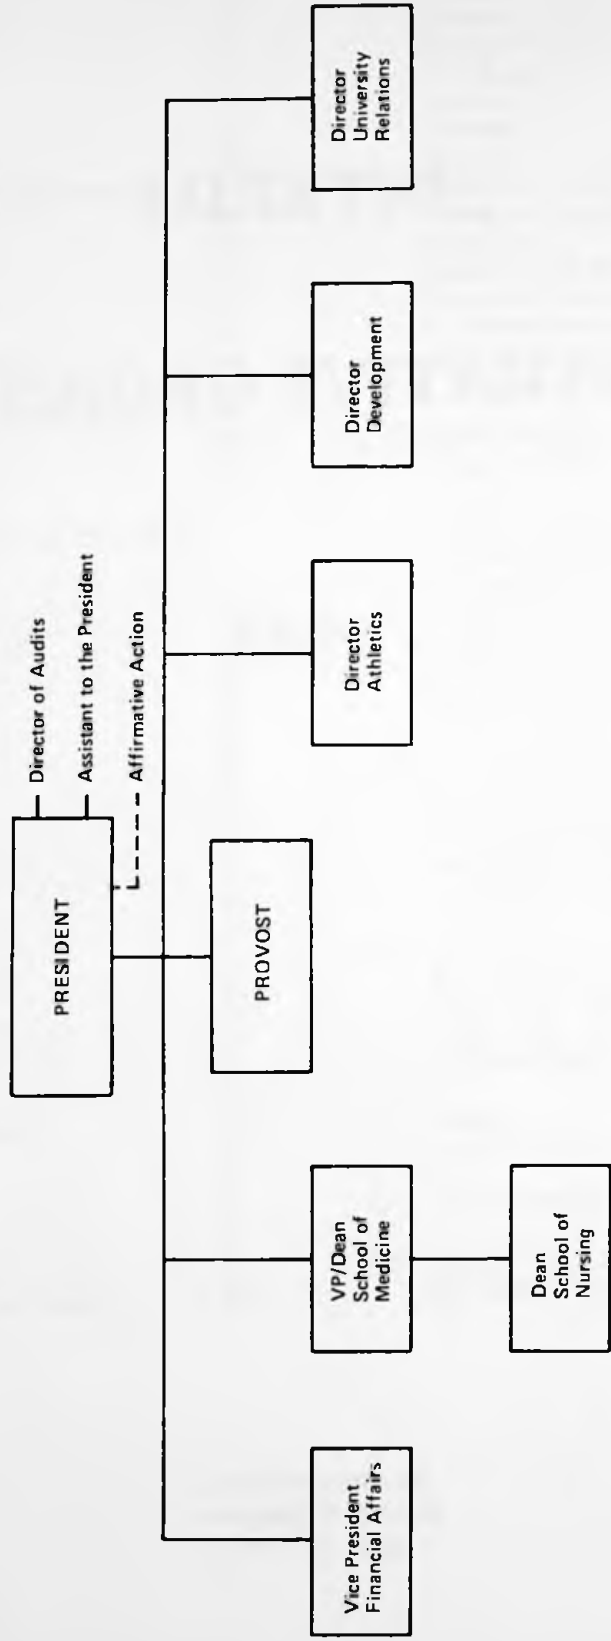 PRESIDENT
Director of Audits
Assistant to the President
Affirmative Action
PROVOST
Vice President
Financial Affairs
VP/Dean
School of
Medicine
Director
Athletics
Director
Development
Director
University
Relations
Dean
School of
Nursing